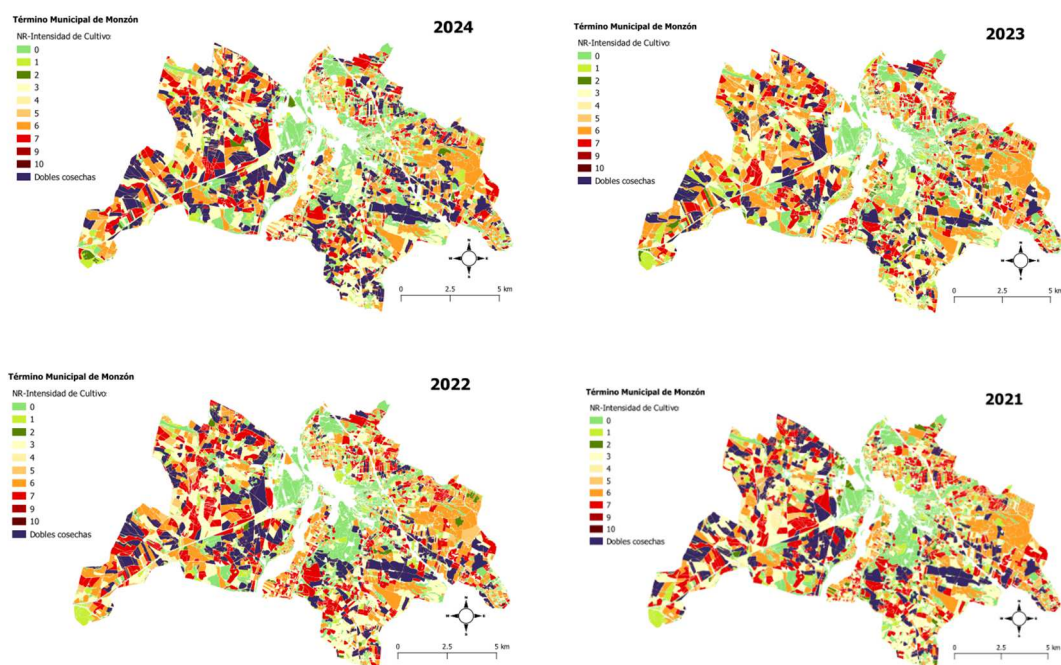 Término Municipal de Monzón
2024
NR-Intensidad de Cultivo:
0
1
2
3
4
5
6
7
9
10
Dobles cosechas
0 2.5 5 km
Término Municipal de Monzón
2023
NR-Intensidad de Cultivo:
0
1
2
3
4
5
6
7
9
10
Dobles cosechas
0 2.5 5 km
Término Municipal de Monzón
2022
NR-Intensidad de Cultivo:
0
1
2
3
4
5
6
7
9
10
Dobles cosechas
0 2.5 5 km
Término Municipal de Monzón
2021
NR-Intensidad de Cultivo:
0
1
2
3
4
5
6
7
9
10
Dobles cosechas
0 2.5 5 km